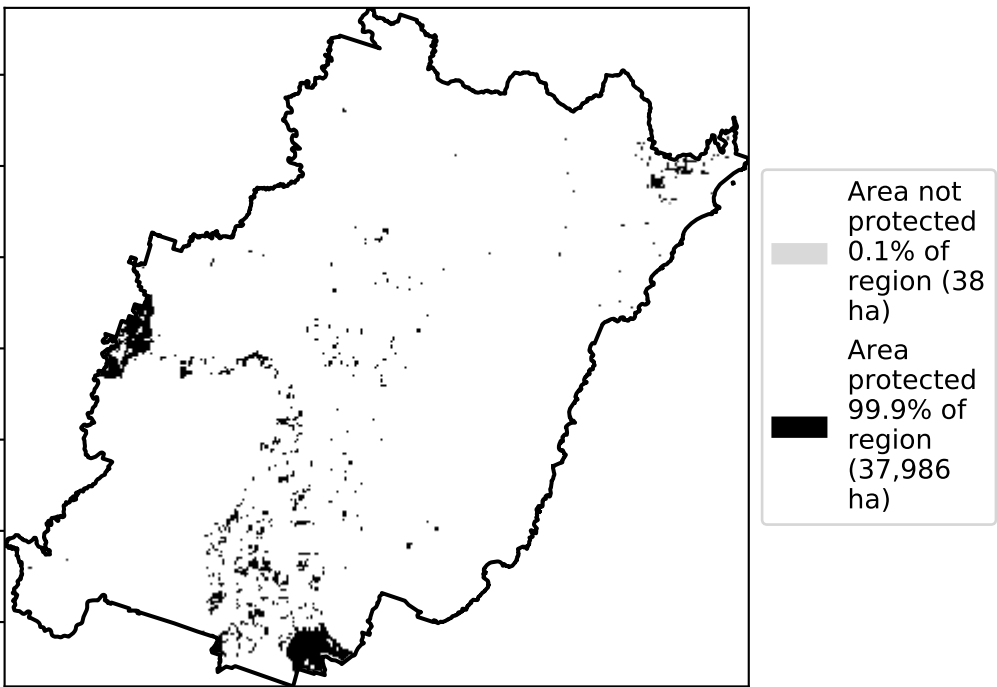 Area not
protected
0.1% of
region (38
ha)
Area
protected
99.9% of
region
(37,986
ha)